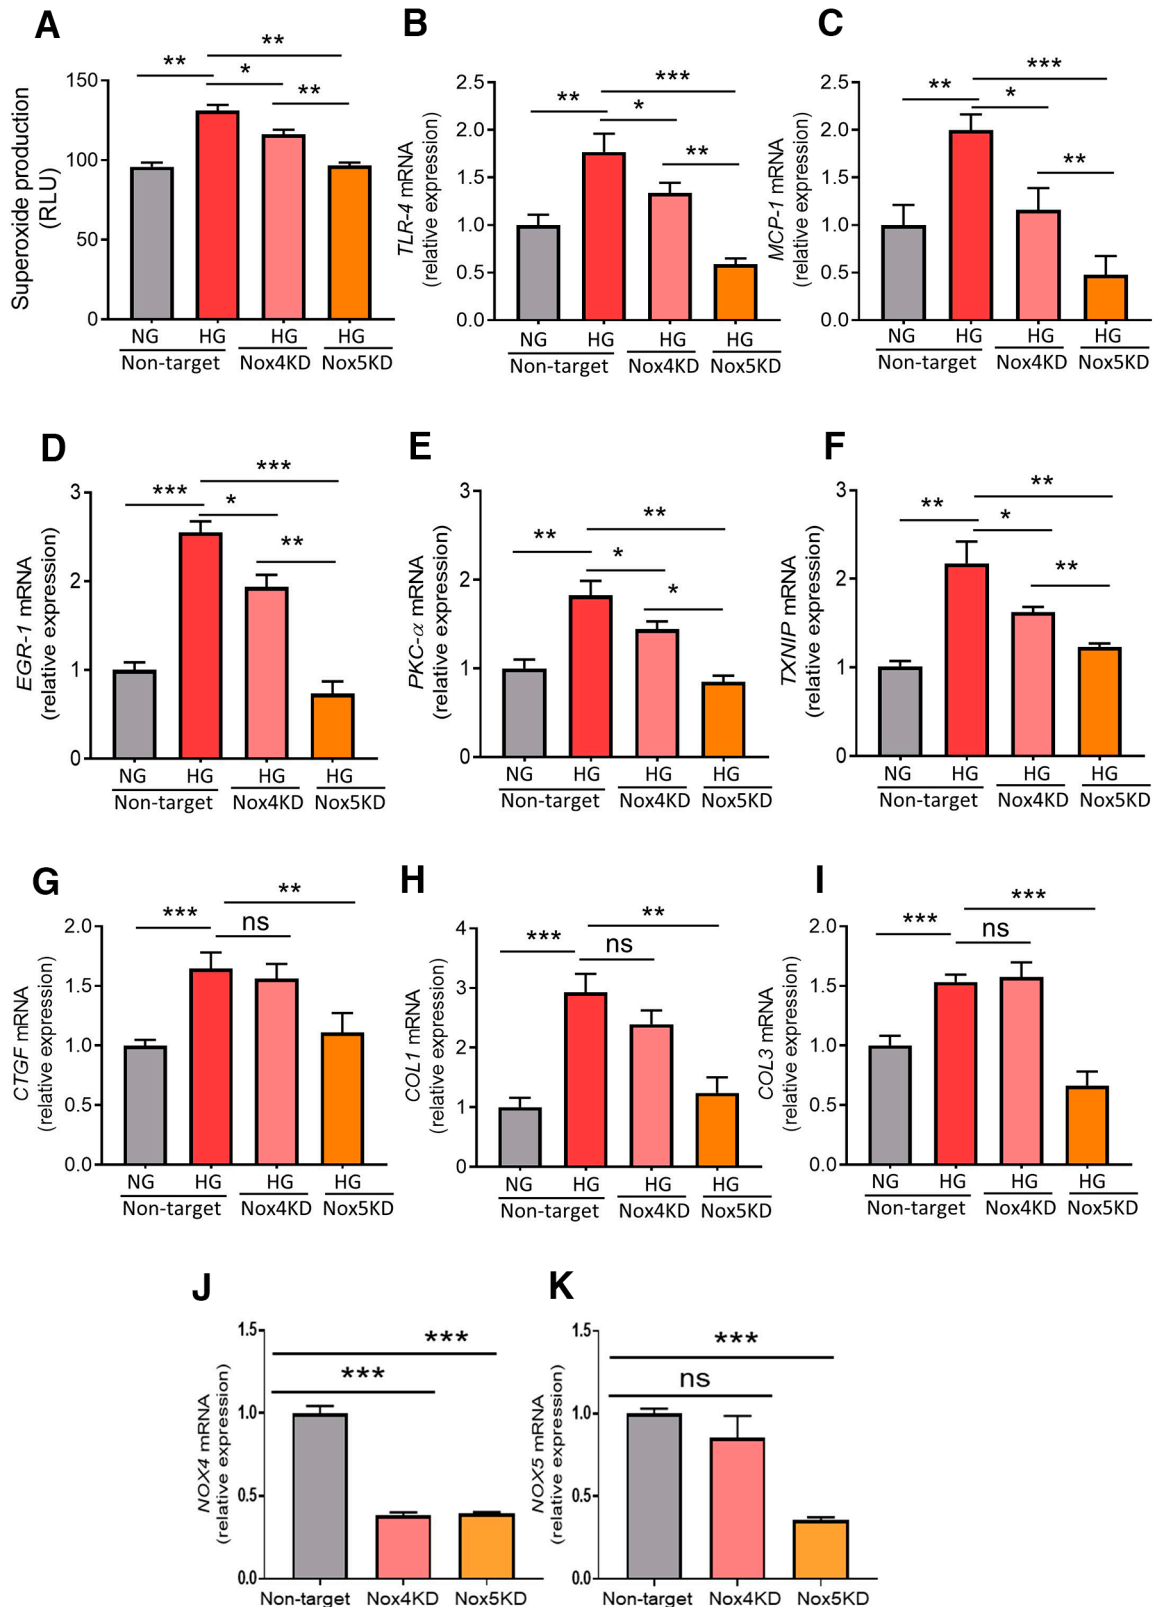 A
Superoxide production
(RLU)
150
100
50
0
**
**
*
**
NG HG HG HG
Non-target Nox4KD Nox5KD
B
TLR-4 mRNA
(relative expression)
2.5
2.0
1.5
1.0
0.5
0.0
***
**
*
**
NG HG HG HG
Non-target Nox4KD Nox5KD
C
MCP-1 mRNA
(relative expression)
2.5
2.0
1.5
1.0
0.5
0.0
***
**
*
**
NG HG HG HG
Non-target Nox4KD Nox5KD
D
EGR-1 mRNA
(relative expression)
3
2
1
0
***
***
*
**
NG HG HG HG
Non-target Nox4KD Nox5KD
E
PKC-α mRNA
(relative expression)
3
2
1
0
**
**
*
*
NG HG HG HG
Non-target Nox4KD Nox5KD
F
TXNIP mRNA
(relative expression)
3
2
1
0
**
**
*
**
NG HG HG HG
Non-target Nox4KD Nox5KD
G
CTGF mRNA
(relative expression)
2.0
1.5
1.0
0.5
0.0
**
***
ns
NG HG HG HG
Non-target Nox4KD Nox5KD
H
COL1 mRNA
(relative expression)
4
3
2
1
0
**
***
ns
NG HG HG HG
Non-target Nox4KD Nox5KD
I
COL3 mRNA
(relative expression)
2.0
1.5
1.0
0.5
0.0
***
***
ns
NG HG HG HG
Non-target Nox4KD Nox5KD
J
NOX4 mRNA
(relative expression)
1.5
1.0
0.5
0.0
***
***
Non-target Nox4KD Nox5KD
K
NOX5 mRNA
(relative expression)
1.5
1.0
0.5
0.0
***
ns
Non-target Nox4KD Nox5KD